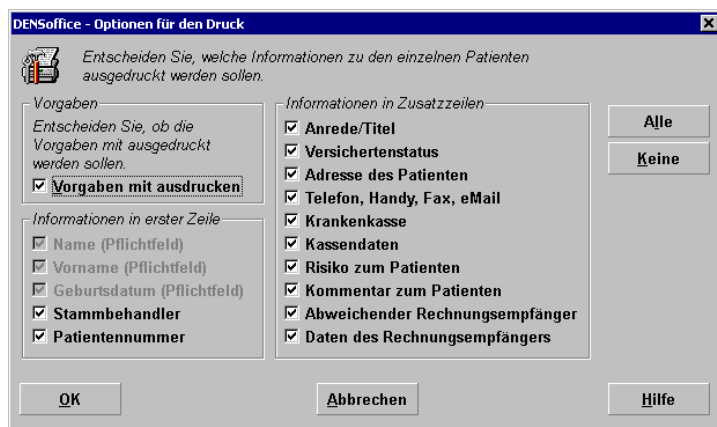 DENSoffice - Optionen für den Druck
Entscheiden Sie, welche Informationen zu den einzelnen Patienten
ausgedruckt werden sollen.
Vorgaben
Entscheiden Sie, ob die
Vorgaben mit ausgedruckt
werden sollen.
Vorgaben mit ausdrucken
Informationen in erster Zeile
Name (Pflichtfeld)
Vorname (Pflichtfeld)
Geburtsdatum (Pflichtfeld)
Stammbehandler
Patientennummer
Informationen in Zusatzzeilen
Anrede/Titel
Versichertenstatus
Adresse des Patienten
Telefon, Handy, Fax, eMail
Krankenkasse
Kassendaten
Risiko zum Patienten
Kommentar zum Patienten
Abweichender Rechnungsempfänger
Daten des Rechnungsempfängers
Alle
Keine
OK
Abbrechen
Hilfe